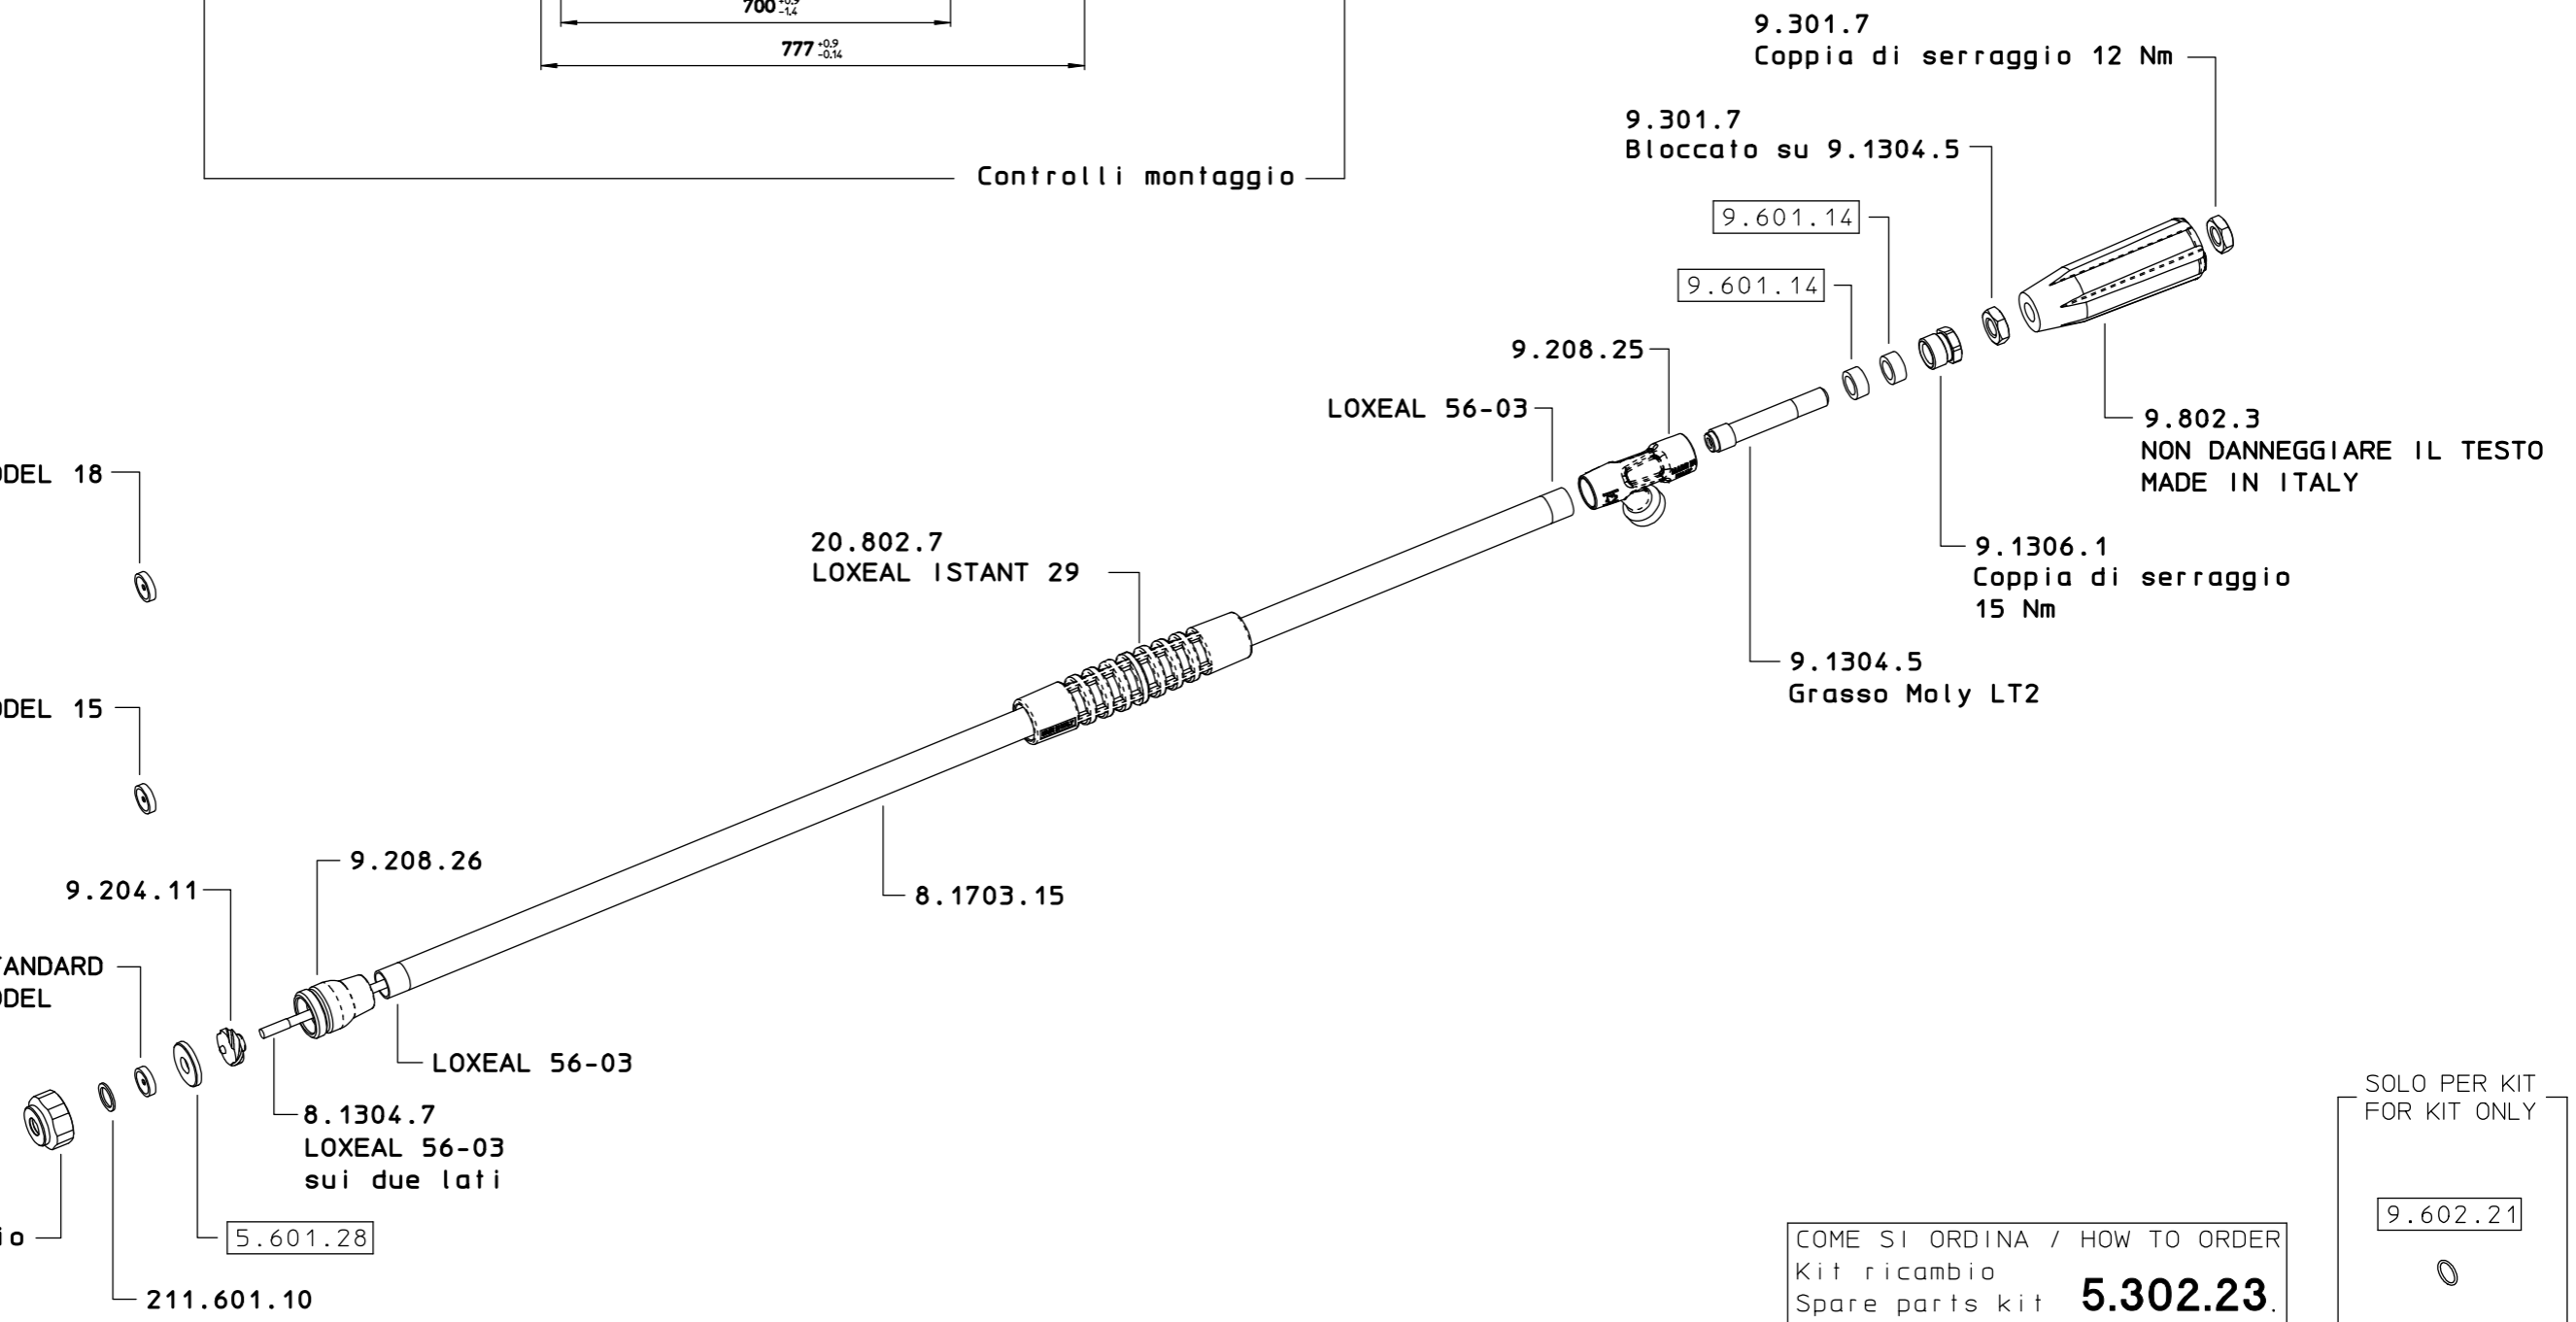 700 -1.4
777 +0.9 -0.14
Controlli montaggio
9.301.7
Coppia di serraggio 12 Nm
9.301.7
Bloccato su 9.1304.5
9.601.14
9.601.14
9.208.25
LOXEAL 56-03
9.802.3
NON DANNEGGIARE IL TESTO
MADE IN ITALY
9.1306.1
Coppia di serraggio
15 Nm
9.1304.5
Grasso Moly LT2
20.802.7
LOXEAL ISTANT 29
18
15
8.1703.15
9.208.26
9.204.11
LOXEAL 56-03
8.1304.7
LOXEAL 56-03
sui due lati
5.601.28
211.601.10
SOLO PER KIT
FOR KIT ONLY
9.602.21
COME SI ORDINA / HOW TO ORDER
Kit ricambio
Spare parts kit 5.302.23.